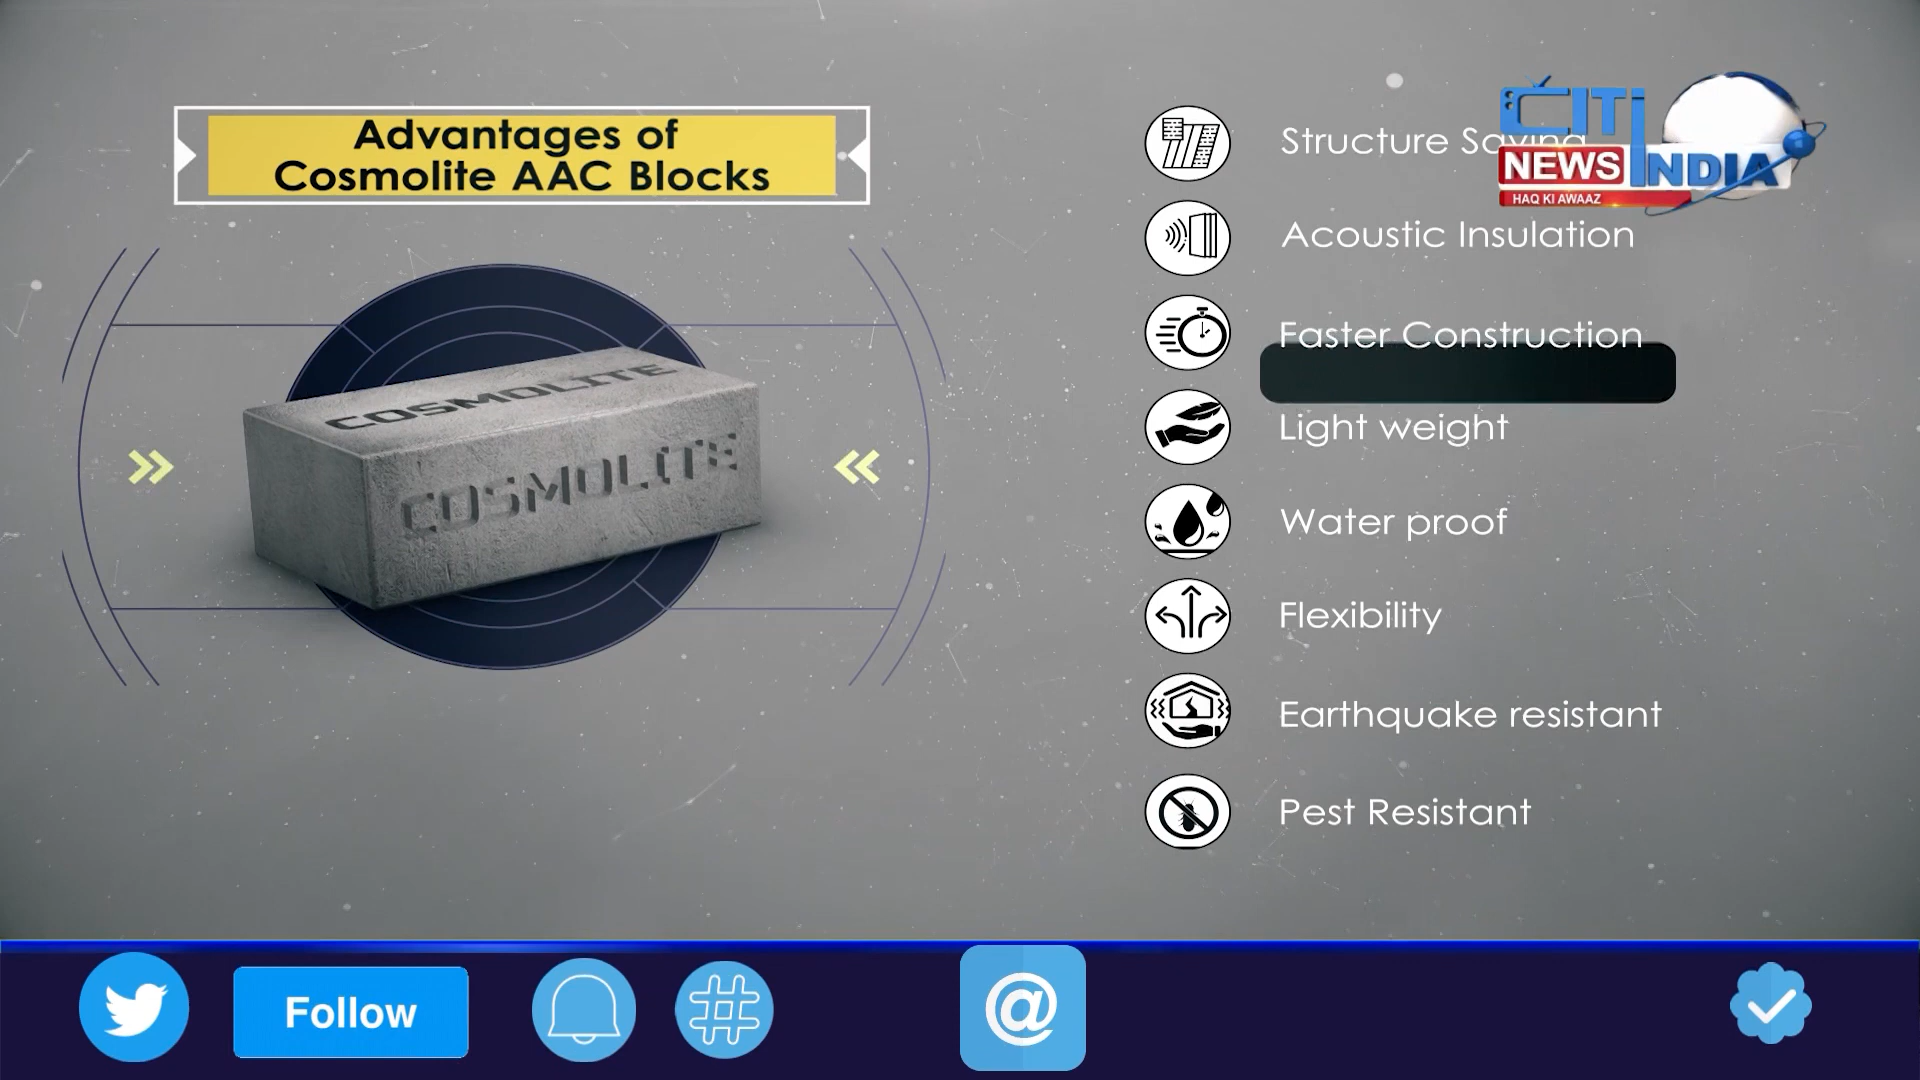 Advantages of
Cosmolite AAC Blocks
COSMOLITE
COSMOLITE
Structure Saving
Acoustic Insulation
Faster Construction
Light weight
Water proof
Flexibility
Earthquake resistant
Pest Resistant
CITI
NEWS INDIA
HAQ KI AWAAZ
Follow
#
@